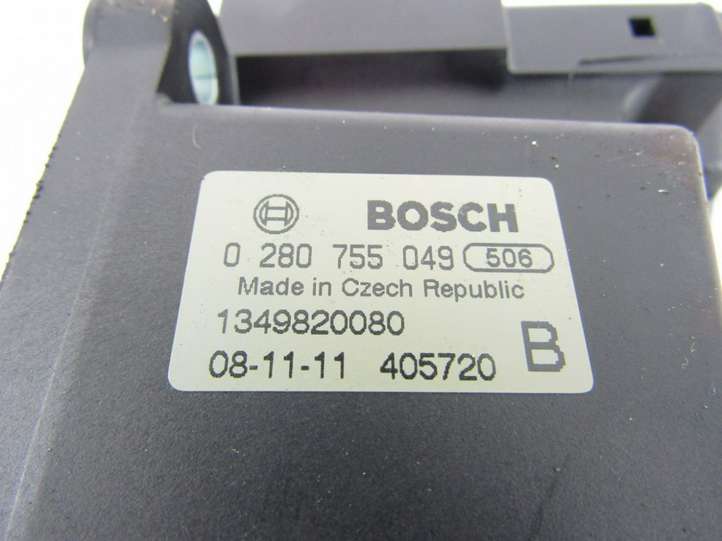 BOSCH
0 280 755 049 506
Made in Czech Republic
1349820080
B
08-11-11 405720